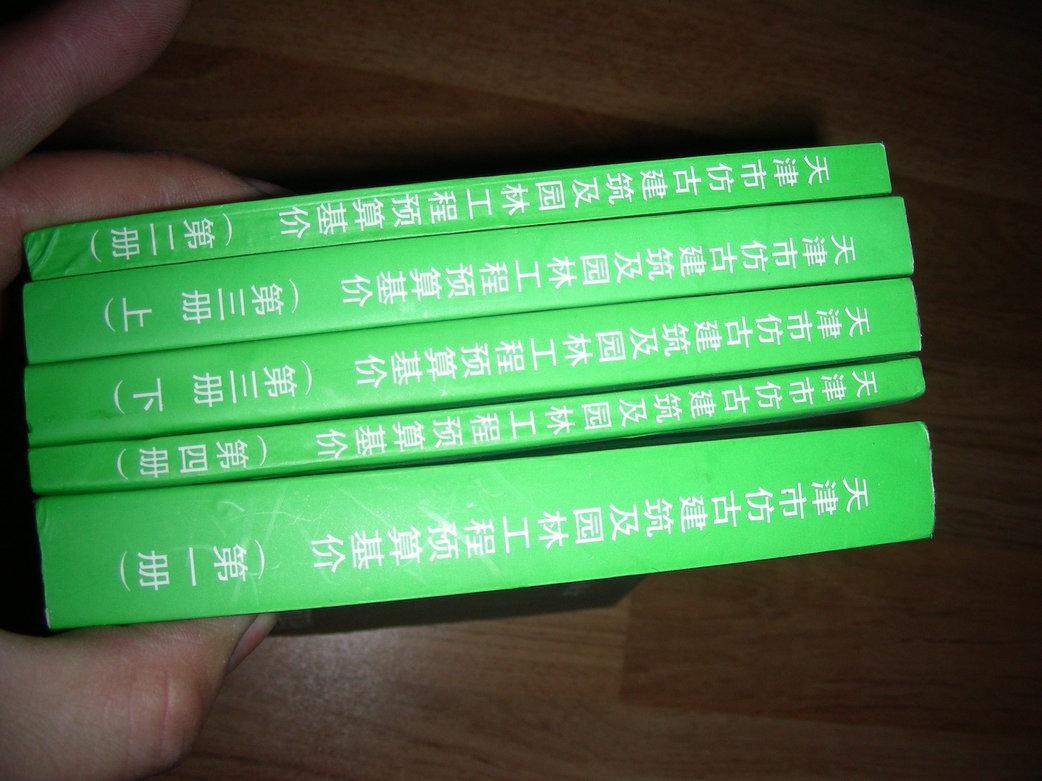 天津市仿古建筑及园林工程预算基价 （第二册）
天津市仿古建筑及园林工程预算基价 （第三册 上
天津市仿古建筑及园林工程预算基价 （第三册 下
天津市仿古建筑及园林工程预算基价 （第四册）
天津市仿古建筑及园林工程预算基价 （第一册）